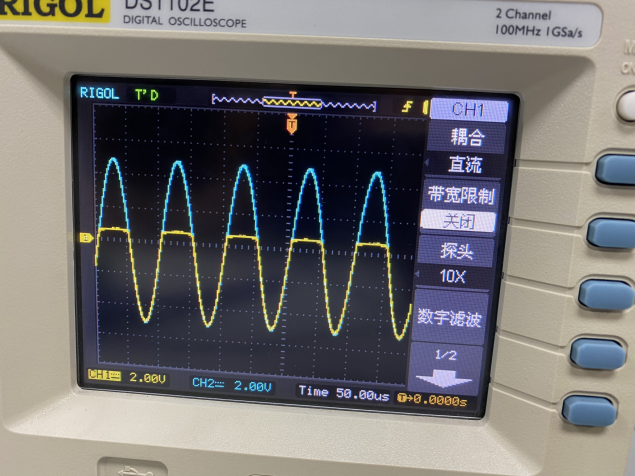 RIGOL DS1102E
DIGITAL OSCILLOSCOPE
2 Channel
100MHz 1GSa/s
RIGOL T'D
CH1
耦合
直流
带宽限制
关闭
探头
10X
数字滤波
1/2
CH1 2.00V CH2 2.00V Time 50.00us T→0.0000s